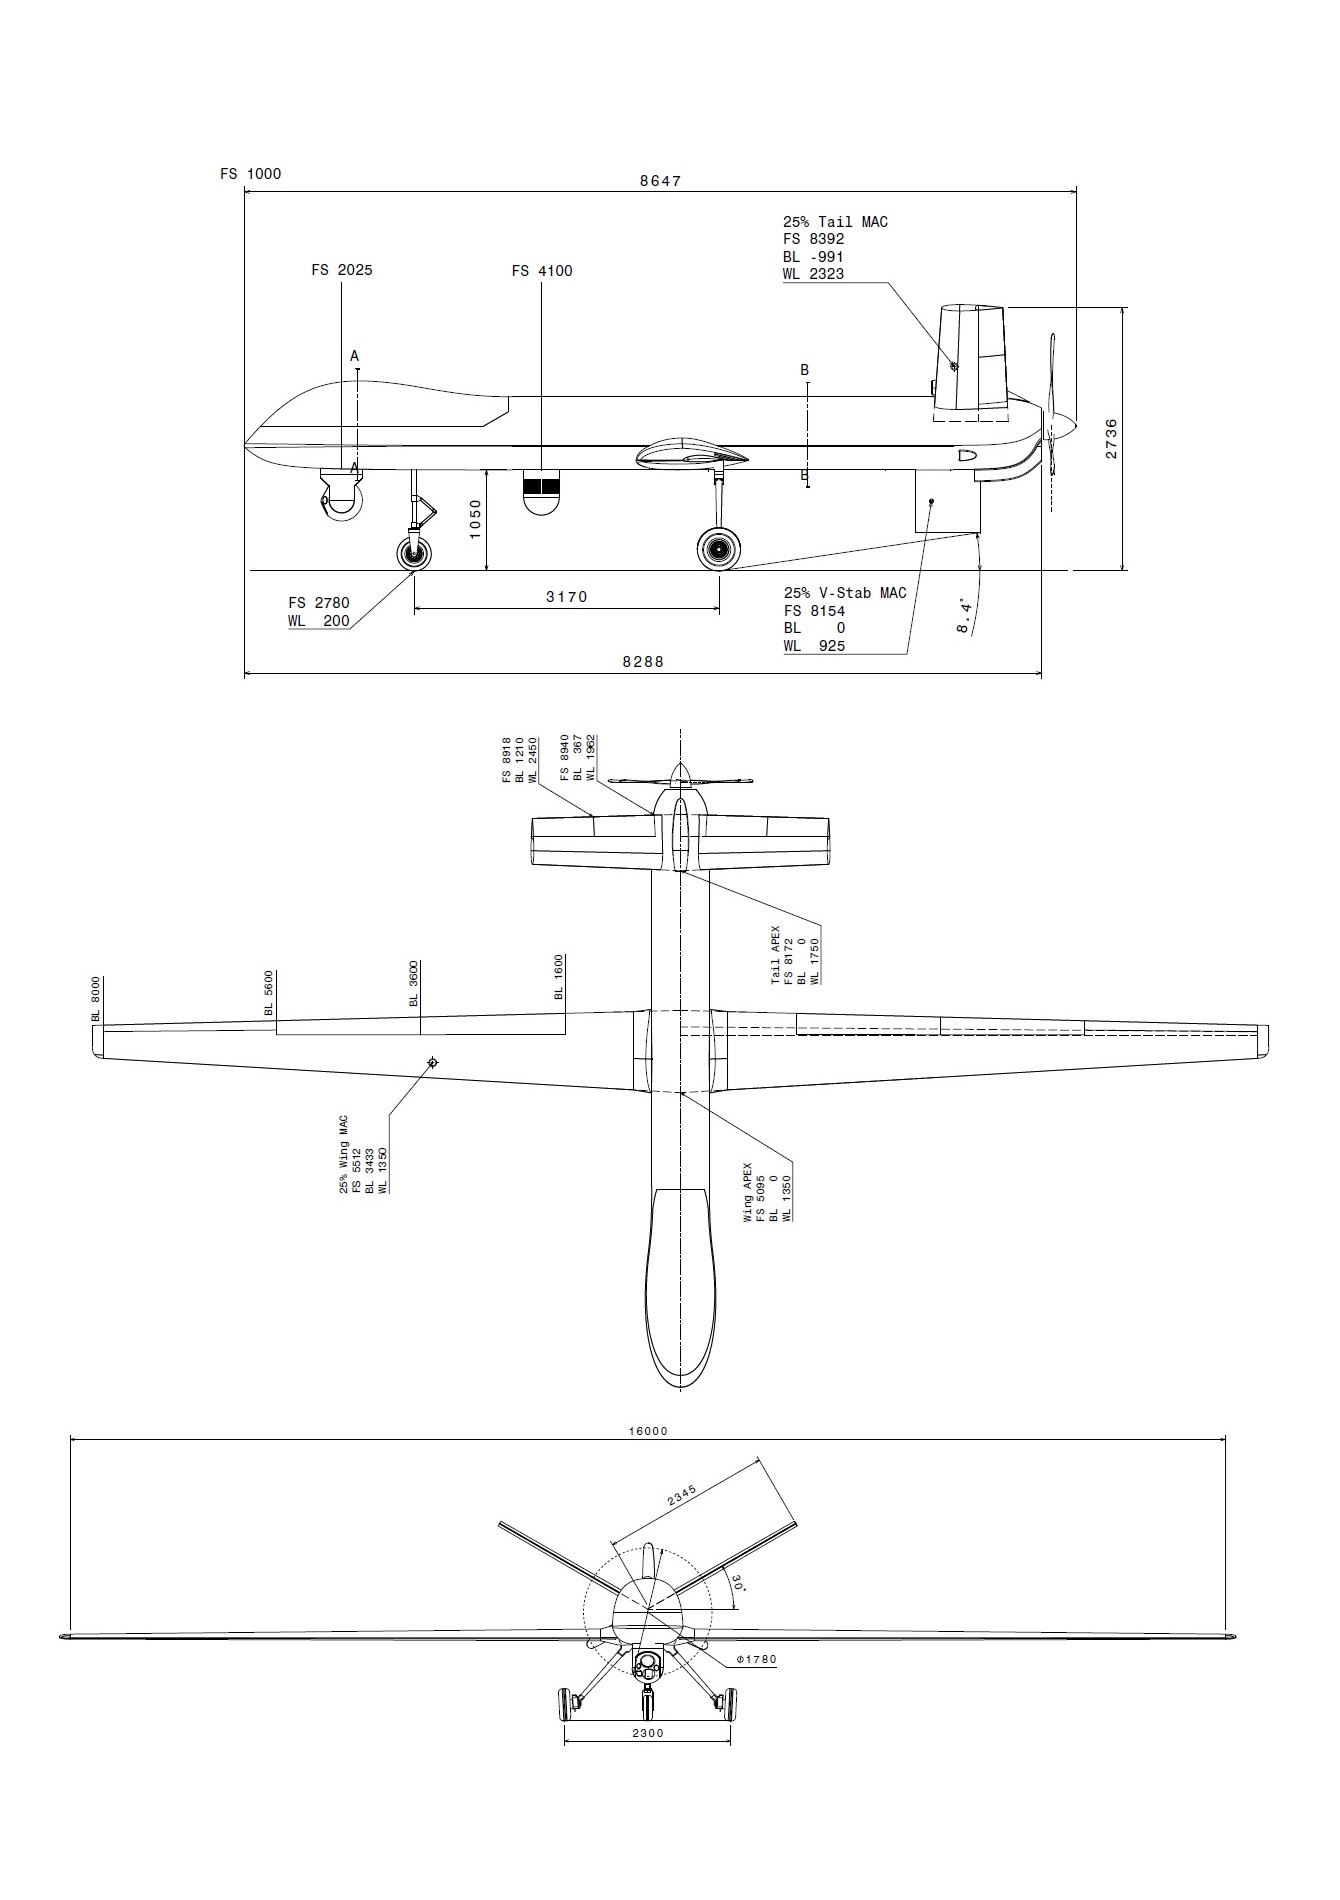 FS 1000
8647
25% Tail MAC
FS 8392
BL -991
WL 2323
FS 2025
FS 4100
A
B
2736
A
B
1050
3170
FS 2780
WL 200
25% V-Stab MAC
FS 8154
BL 0
WL 925
8.4°
8288
FS 8918
BL 1210
WL 2450
FS 8940
BL 367
WL 1962
Tail APEX
FS 8172
BL 0
WL 1750
BL 8000
BL 5600
BL 3600
BL 1600
25% Wing MAC
FS 5512
BL 3433
WL 1350
Wing APEX
FS 5095
BL 0
WL 1350
16000
2345
30°
ϕ1780
2300